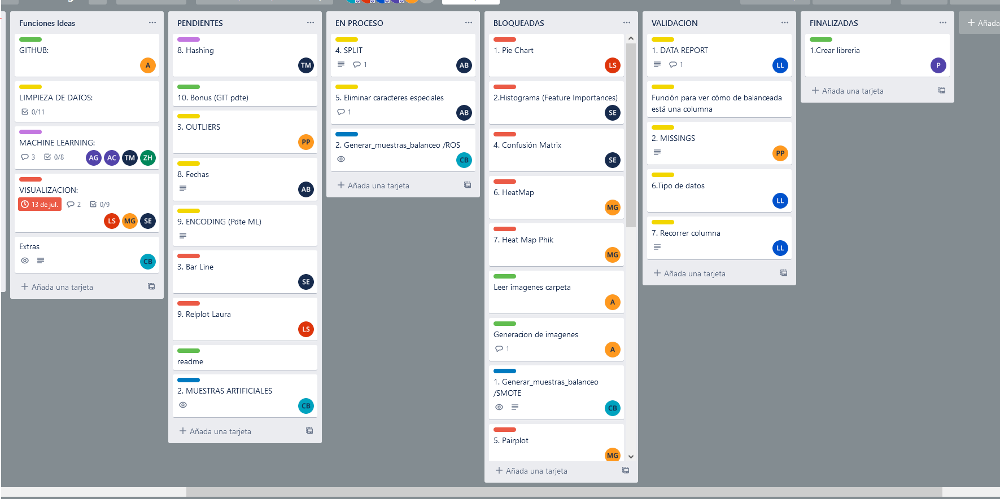 Funciones Ideas
GITHUB:
A
LIMPIEZA DE DATOS:
0/11
MACHINE LEARNING:
3 0/8 AG AC TM ZH
VISUALIZACION:
13 de jul. 2 0/9
LS MG SE
Extras
CB
Añada una tarjeta
PENDIENTES
8. Hashing
TM
10. Bonus (GIT pdte)
3. OUTLIERS
PP
8. Fechas
AB
9. ENCODING (Pdte ML)
3. Bar Line
SE
9. Relplot Laura
LS
readme
2. MUESTRAS ARTIFICIALES
CB
Añada una tarjeta
EN PROCESO
4. SPLIT
1 AB
5. Eliminar caracteres especiales
1 AB
2. Generar_muestras_balanceo /ROS
CB
Añada una tarjeta
BLOQUEADAS
1. Pie Chart
LS
2.Histograma (Feature Importances)
SE
4. Confusión Matrix
SE
6. HeatMap
MG
7. Heat Map Phik
MG
Leer imagenes carpeta
A
Generacion de imagenes
1 A
1. Generar_muestras_balanceo
/SMOTE
CB
5. Pairplot
MG
Añada una tarjeta
VALIDACION
1. DATA REPORT
1 LL
Función para ver cómo de balanceada
está una columna
2. MISSINGS
PP
6.Tipo de datos
LL
7. Recorrer columna
LL
Añada una tarjeta
FINALIZADAS
1.Crear libreria
P
Añada una tarjeta
Añada